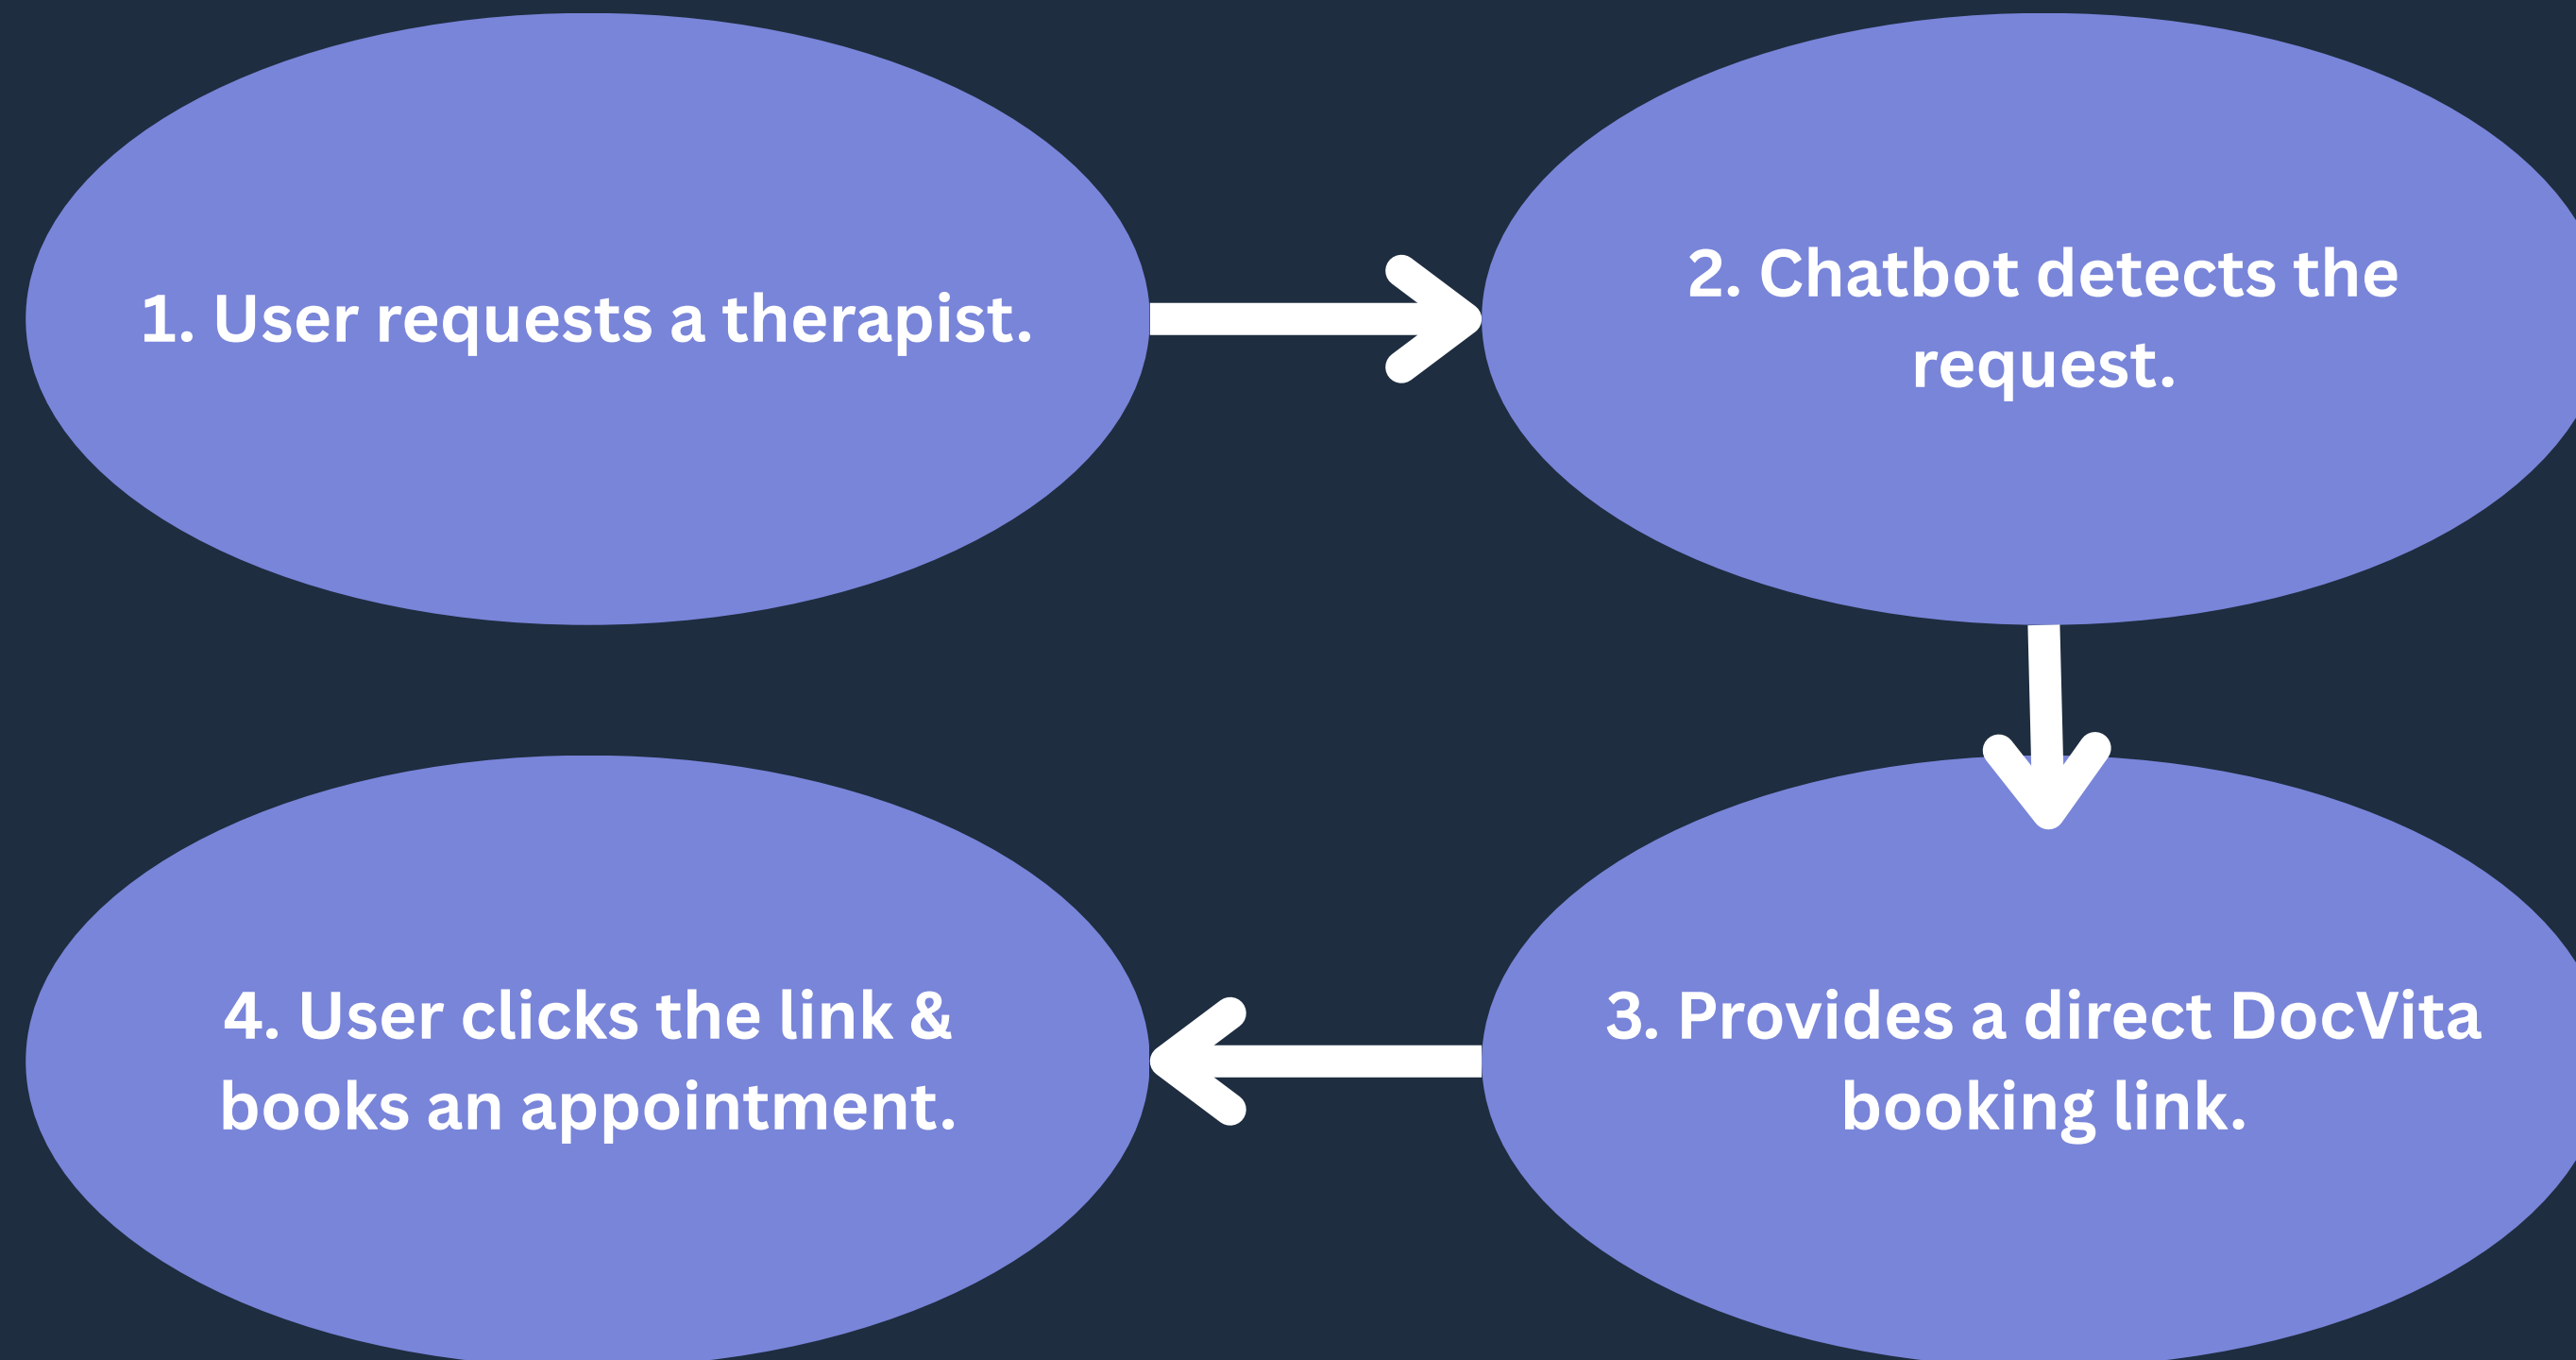 1. User requests a therapist.
2. Chatbot detects the
request.
3. Provides a direct DocVita
booking link.
4. User clicks the link &
books an appointment.